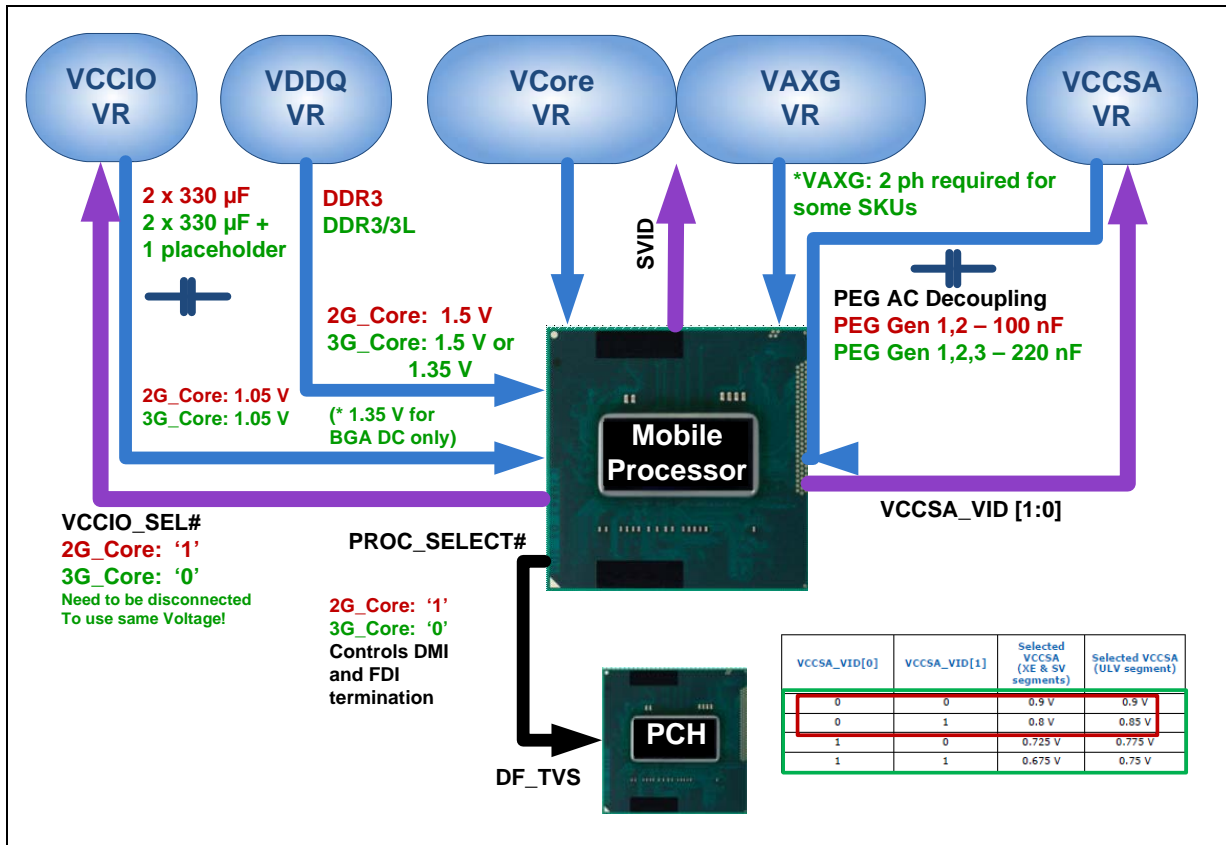 VCCIO
VR
VDDQ
VR
VCore
VR
VAXG
VR
VCCSA
VR
2 x 330 µF
2 x 330 µF +
1 placeholder
DDR3
DDR3/3L
SVID
*VAXG: 2 ph required for
some SKUs
PEG AC Decoupling
PEG Gen 1,2 – 100 nF
PEG Gen 1,2,3 – 220 nF
2G_Core: 1.5 V
3G_Core: 1.5 V or
1.35 V
2G_Core: 1.05 V
3G_Core: 1.05 V
(* 1.35 V for
BGA DC only)
Mobile
Processor
VCCSA_VID [1:0]
VCCIO_SEL#
2G_Core: ‘1’
3G_Core: ‘0’
Need to be disconnected
To use same Voltage!
PROC_SELECT#
2G_Core: ‘1’
3G_Core: ‘0’
Controls DMI
and FDI
termination
PCH
DF_TVS
VCCSA_VID[0] VCCSA_VID[1] Selected VCCSA (XE & SV segments) Selected VCCSA (ULV segment)
0 0 0.9 V 0.9 V
0 1 0.8 V 0.85 V
1 0 0.725 V 0.775 V
1 1 0.675 V 0.75 V